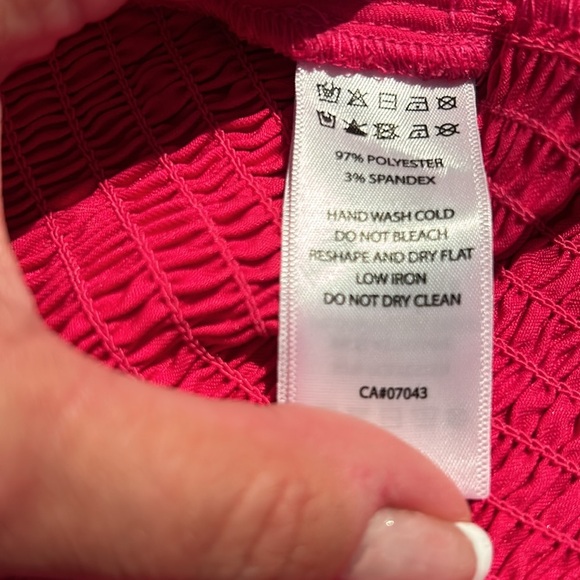 97% POLYESTER
3% SPANDEX
HAND WASH COLD
DO NOT BLEACH
RESHAPE AND DRY FLAT
LOW IRON
DO NOT DRY CLEAN
CA#07043